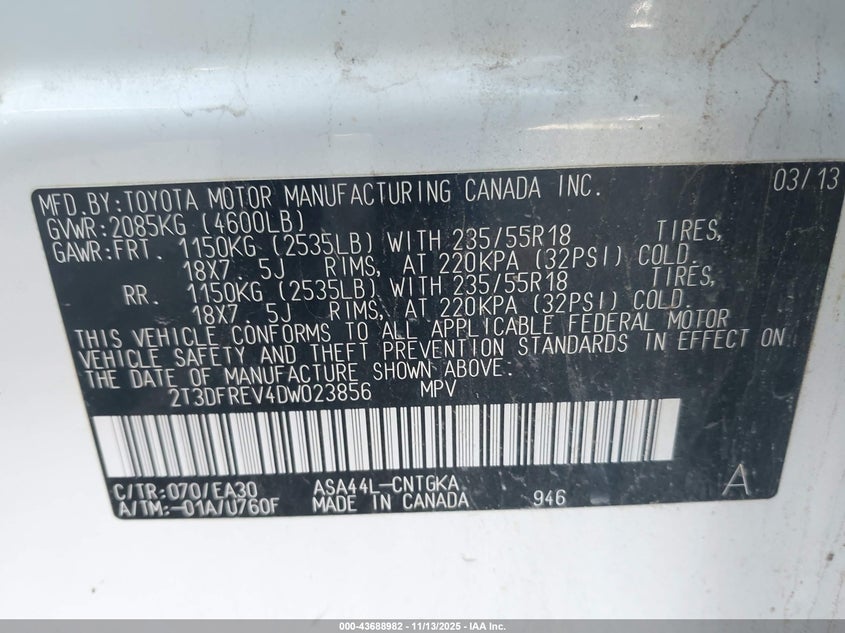 MFD.BY:TOYOTA MOTOR MANUFACTURING CANADA INC. 03/13
GVWR:2085KG (4600LB)
GAWR:FRT. 1150KG (2535LB) WITH 235/55R18 TIRES,
18X7 5J RIMS, AT 220KPA (32PSI) COLD.
RR. 1150KG (2535LB) WITH 235/55R18 TIRES,
18X7 5J RIMS, AT 220KPA (32PSI) COLD.
THIS VEHICLE CONFORMS TO ALL APPLICABLE FEDERAL MOTOR
VEHICLE SAFETY AND THEFT PREVENTION STANDARDS IN EFFECT ON
THE DATE OF MANUFACTURE SHOWN ABOVE.
2T3DFREV4DW023856 MPV
C/TR:070/EA30 ASA44L-CNTGKA A
A/TM:-01A/U760F MADE IN CANADA 946
000-43688982 - 11/13/2025 - IAA Inc.